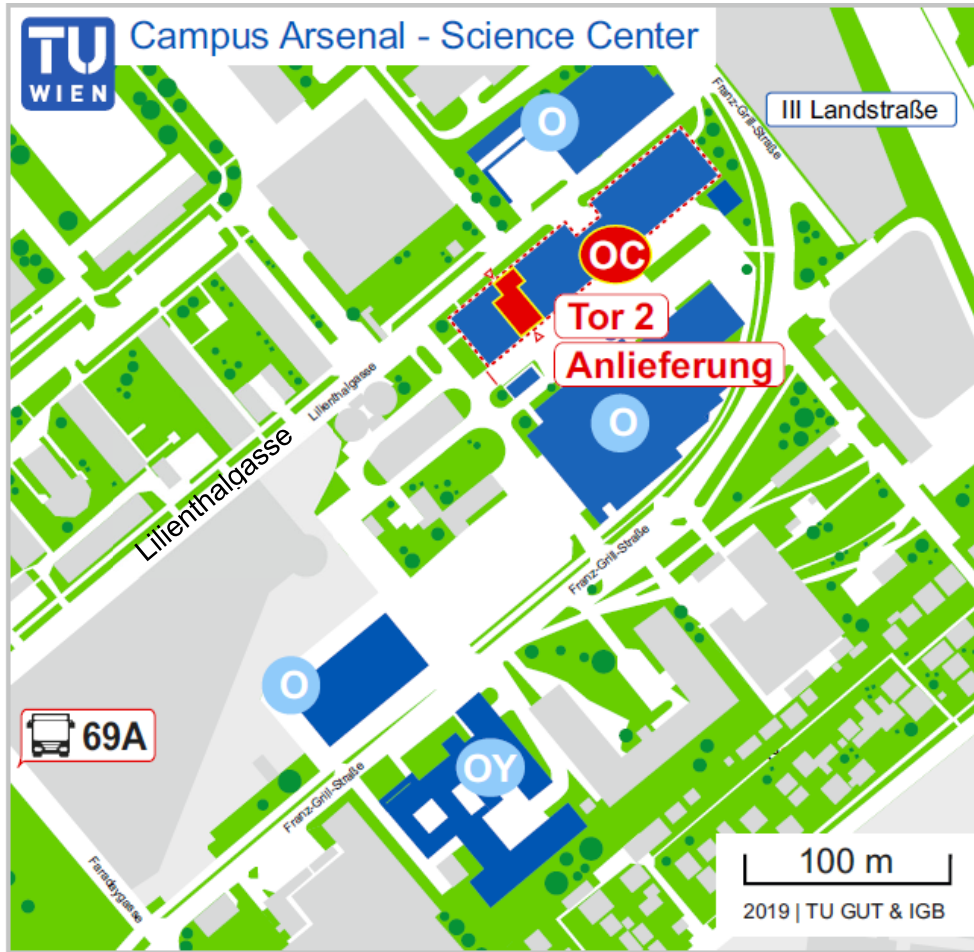 TU
WIEN
Campus Arsenal - Science Center
Franz-Grill-Straße
III Landstraße
O
OC
Tor 2
Anlieferung
Lilienthalgasse
O
Lilienthalgasse
Franz-Grill-Straße
O
69A
OY
Franz-Grill-Straße
Faradaygasse
100 m
2019 | TU GUT & IGB